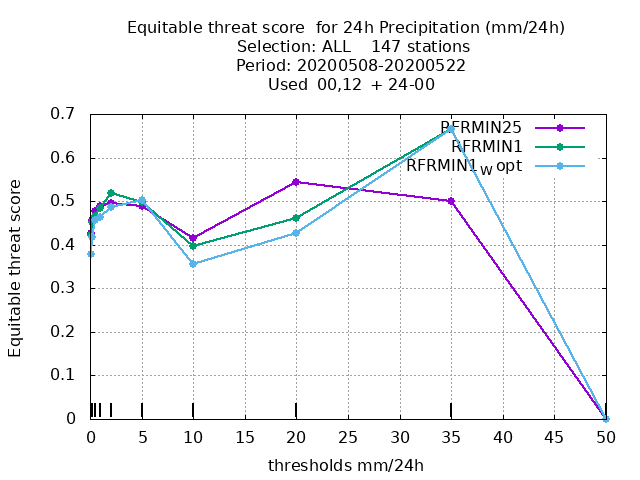 Equitable threat score  for 24h Precipitation (mm/24h)
Selection: ALL    147 stations
Period: 20200508-20200522
Used  00,12  + 24-00
RFRMIN25
RFRMIN1
RFRMIN1w opt
Equitable threat score
0.7
0.6
0.5
0.4
0.3
0.2
0.1
0
0 5 10 15 20 25 30 35 40 45 50
thresholds mm/24h